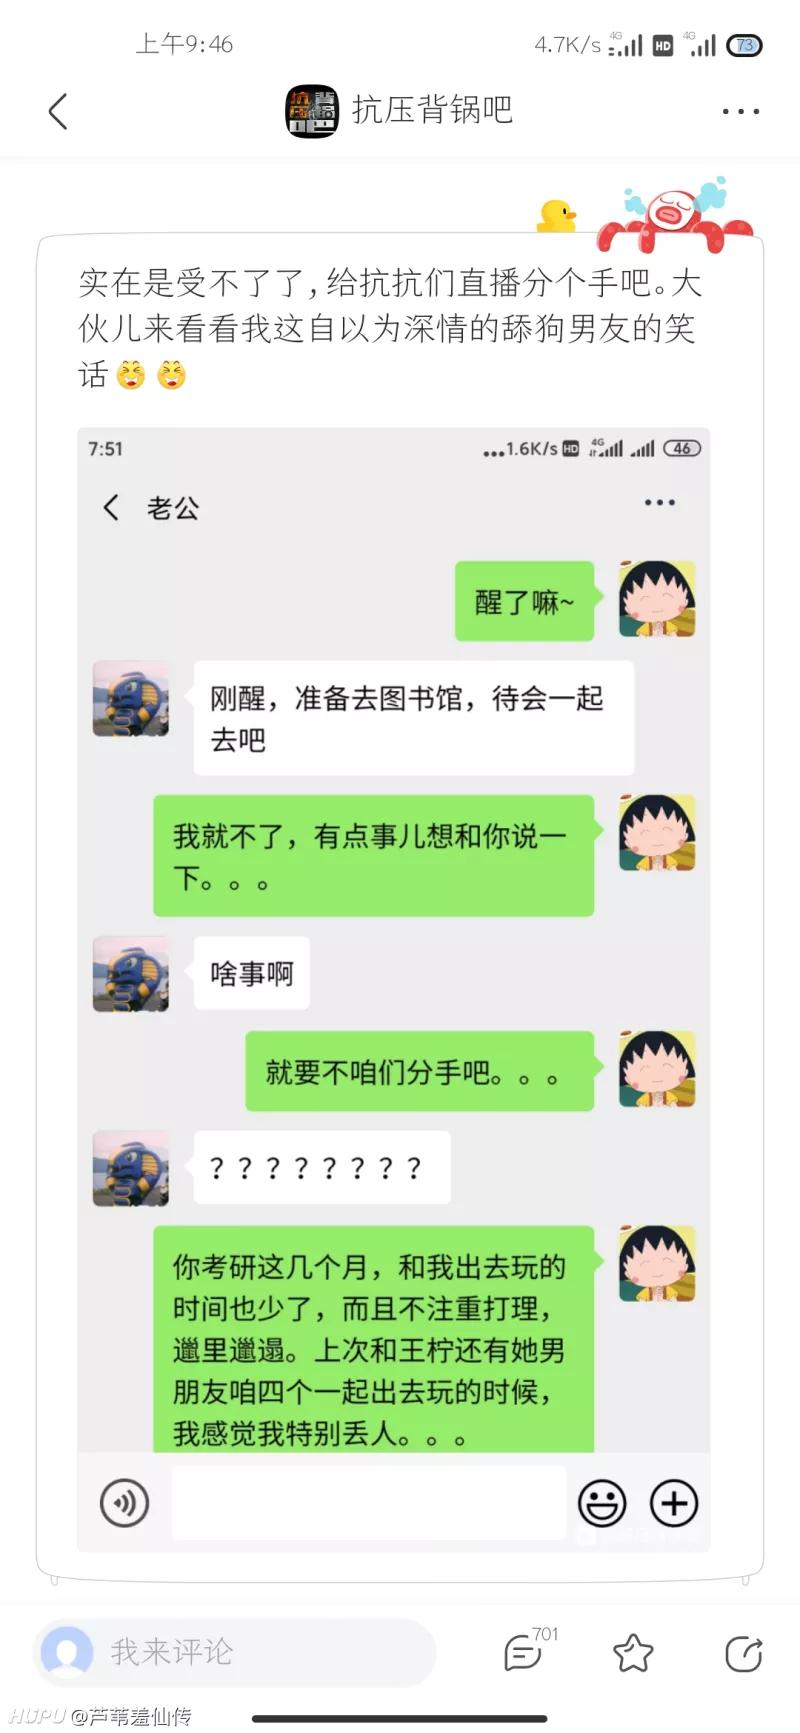 上午9:46
4.7K/s 4G HD 4G 73
抗压背锅吧
实在是受不了了,给抗抗们直播分个手吧。大
伙儿来看看我这自以为深情的舔狗男友的笑
话
7:51
...1.6K/s HD 4G 46
老公
醒了嘛~
刚醒，准备去图书馆，待会一起
去吧
我就不了，有点事儿想和你说一
下。。。
啥事啊
就要不咱们分手吧。。。
？？？？？？？？
你考研这几个月，和我出去玩的
时间也少了，而且不注重打理，
邋里邋遢。上次和王柠还有她男
朋友咱四个一起出去玩的时候，
我感觉我特别丢人。。。
我来评论
701
HUPU @芦苇羞仙传